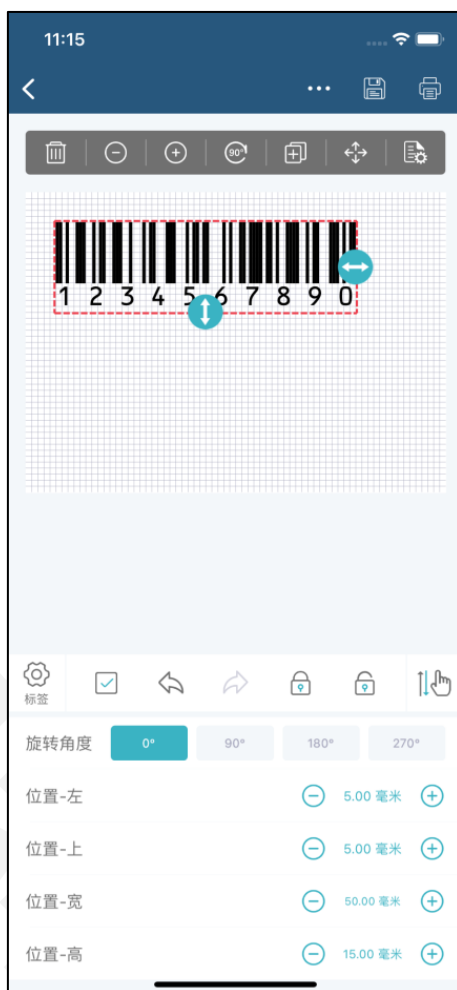 11:15
90°
1 2 3 4 5 6 7 8 9 0
标签
旋转角度 0° 90° 180° 270°
位置-左 5.00 毫米
位置-上 5.00 毫米
位置-宽 50.00 毫米
位置-高 15.00 毫米